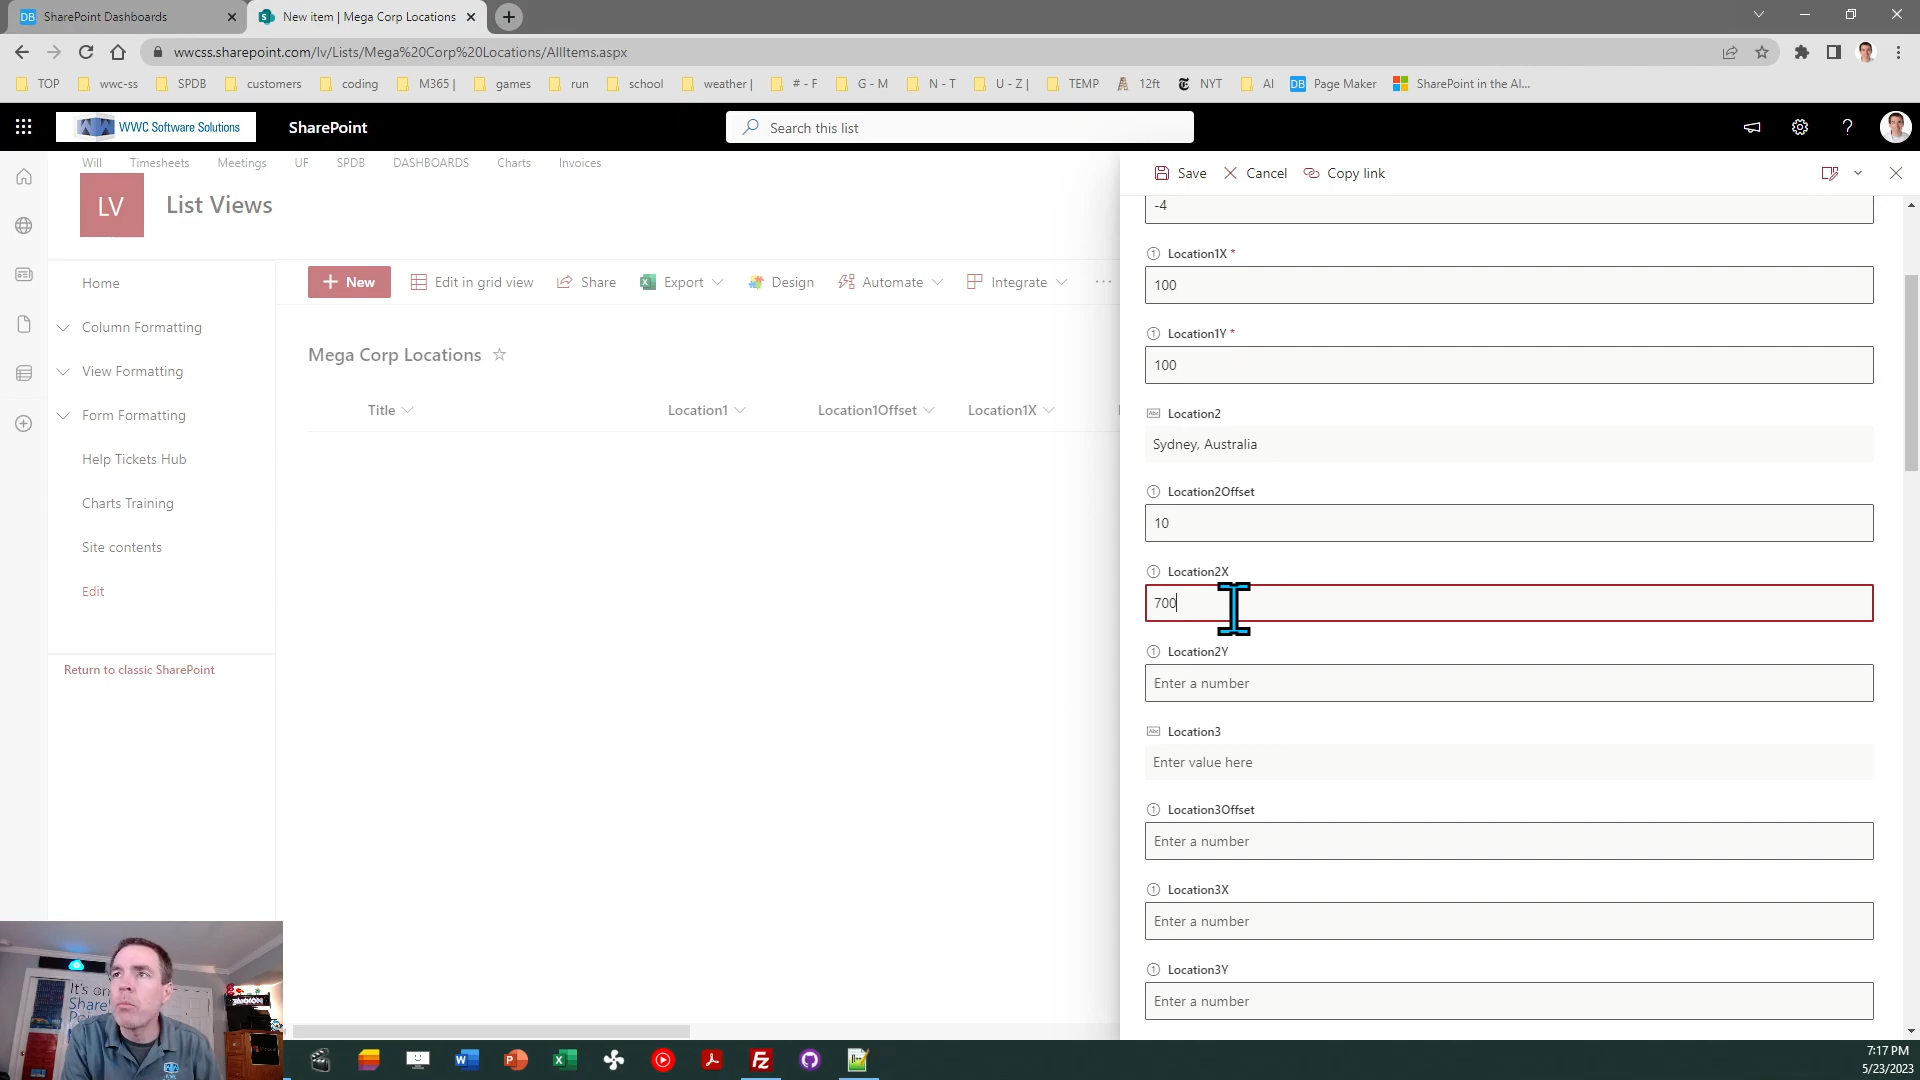 DB SharePoint Dashboards
New item | Mega Corp Locations
wwcss.sharepoint.com/lv/Lists/Mega%20Corp%20Locations/AllItems.aspx
TOP wwc-ss SPDB customers coding M365 | games run school weather | # - F G - M N - T U - Z | TEMP 12ft NYT AI DB Page Maker SharePoint in the AI...
WWC Software Solutions SharePoint Search this list
Will Timesheets Meetings UF SPDB DASHBOARDS Charts Invoices
LV List Views
Home
Column Formatting
View Formatting
Form Formatting
Help Tickets Hub
Charts Training
Site contents
Edit
Return to classic SharePoint
New Edit in grid view Share Export Design Automate Integrate ...
Mega Corp Locations
Title Location1 Location1Offset Location1X
Save Cancel Copy link
-4
Location1X *
100
Location1Y *
100
Location2
Sydney, Australia
Location2Offset
10
Location2X
700
Location2Y
Enter a number
Location3
Enter value here
Location3Offset
Enter a number
Location3X
Enter a number
Location3Y
Enter a number
It's on
Share
Po
7:17 PM
5/23/2023